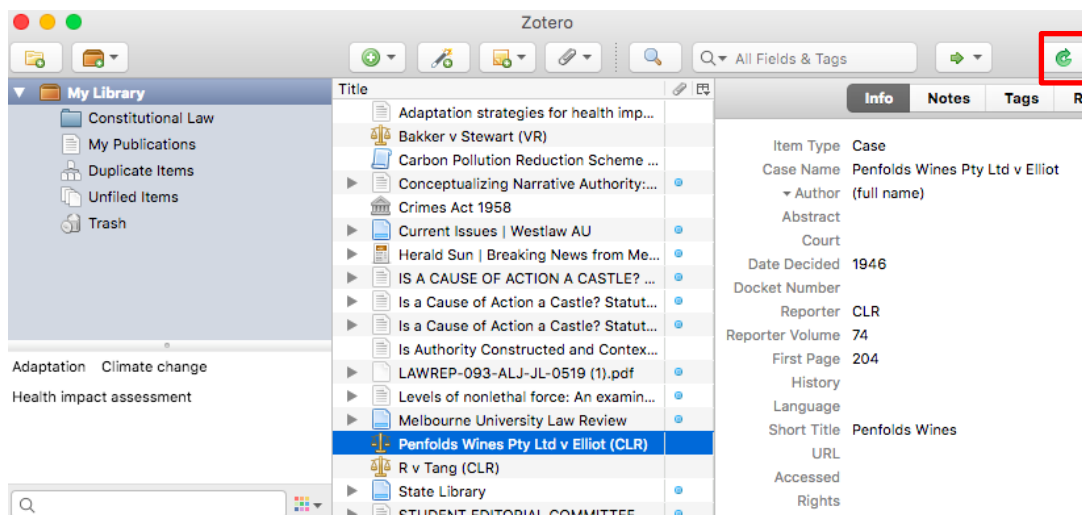 Zotero
All Fields & Tags
My Library
Constitutional Law
My Publications
Duplicate Items
Unfiled Items
Trash
Adaptation Climate change
Health impact assessment
Title
Adaptation strategies for health imp...
Bakker v Stewart (VR)
Carbon Pollution Reduction Scheme ...
Conceptualizing Narrative Authority:...
Crimes Act 1958
Current Issues | Westlaw AU
Herald Sun | Breaking News from Me...
IS A CAUSE OF ACTION A CASTLE? ...
Is a Cause of Action a Castle? Statut...
Is a Cause of Action a Castle? Statut...
Is Authority Constructed and Contex...
LAWREP-093-ALJ-JL-0519 (1).pdf
Levels of nonlethal force: An examin...
Melbourne University Law Review
Penfolds Wines Pty Ltd v Elliot (CLR)
R v Tang (CLR)
State Library
STUDENT EDITORIAL COMMITTEE
Info Notes Tags R
Item Type Case
Case Name Penfolds Wines Pty Ltd v Elliot
Author (full name)
Abstract
Court
Date Decided 1946
Docket Number
Reporter CLR
Reporter Volume 74
First Page 204
History
Language
Short Title Penfolds Wines
URL
Accessed
Rights